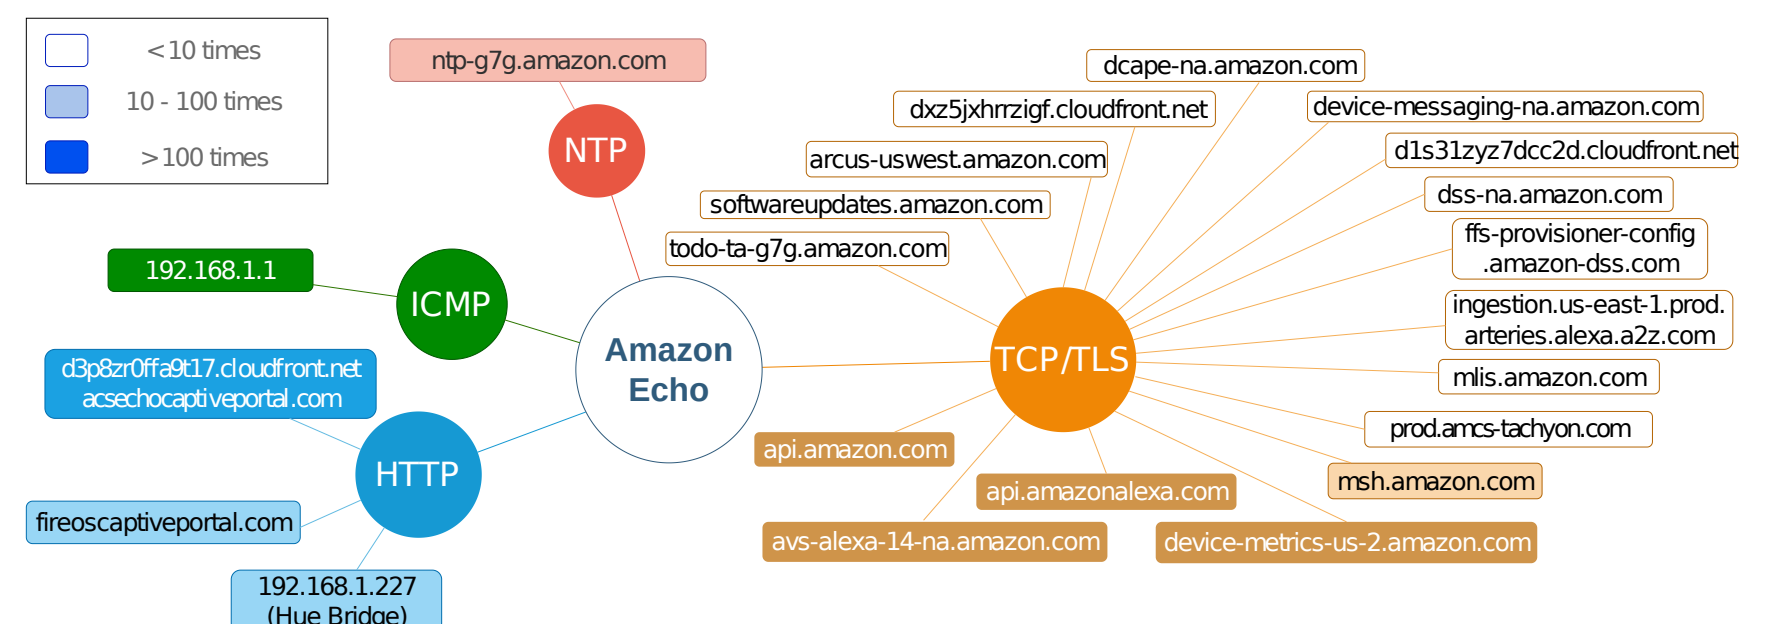 < 10 times
10 - 100 times
> 100 times
ntp-g7g.amazon.com
NTP
192.168.1.1
ICMP
d3p8zr0ffa9t17.cloudfront.net
acsechocaptiveportal.com
HTTP
fireoscaptiveportal.com
192.168.1.227
(Hue Bridge)
Amazon
Echo
dcape-na.amazon.com
dxz5jxhrrzigf.cloudfront.net
device-messaging-na.amazon.com
arcus-uswest.amazon.com
d1s31zyz7dcc2d.cloudfront.net
softwareupdates.amazon.com
dss-na.amazon.com
todo-ta-g7g.amazon.com
ffs-provisioner-config
.amazon-dss.com
ingestion.us-east-1.prod.
arteries.alexa.a2z.com
TCP/TLS
mlis.amazon.com
prod.amcs-tachyon.com
api.amazon.com
msh.amazon.com
api.amazonalexa.com
avs-alexa-14-na.amazon.com
device-metrics-us-2.amazon.com